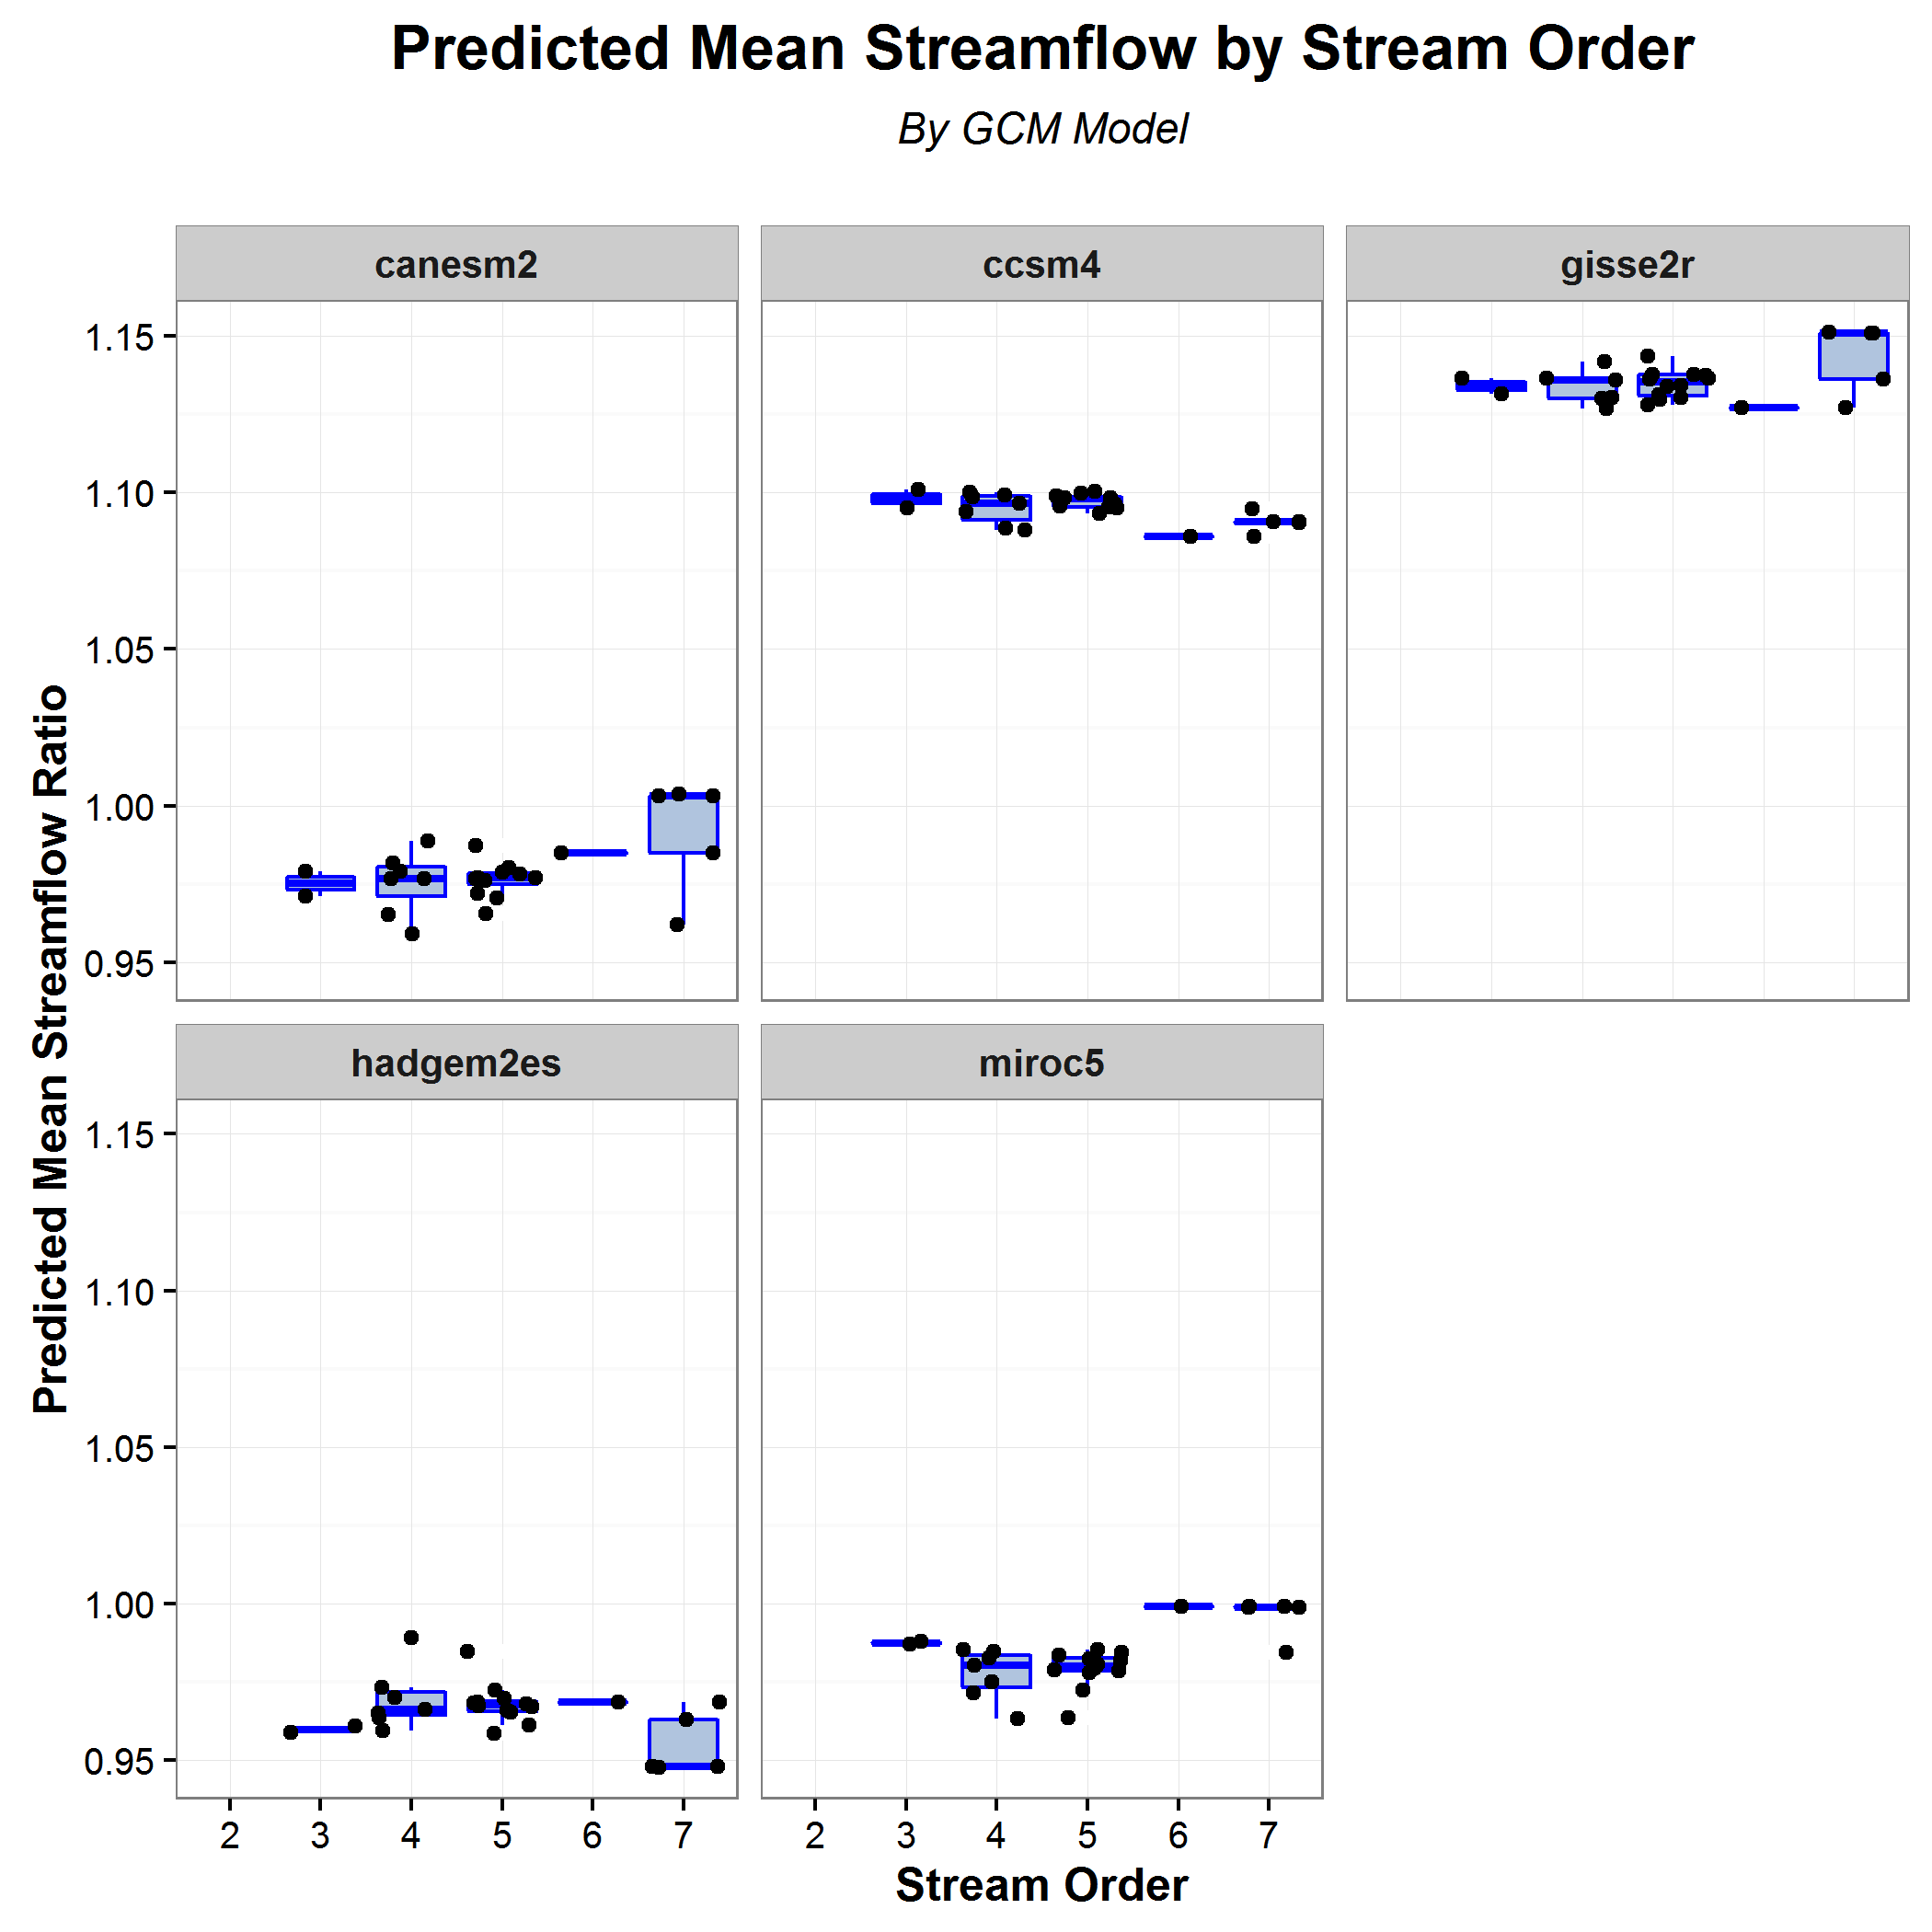 Predicted Mean Streamflow by Stream Order
By GCM Model
canesm2
ccsm4
gisse2r
1.15
1.10
1.05
1.00
0.95
hadgem2es
miroc5
1.15
1.10
1.05
1.00
0.95
Predicted Mean Streamflow Ratio
2 3 4 5 6 7
2 3 4 5 6 7
Stream Order